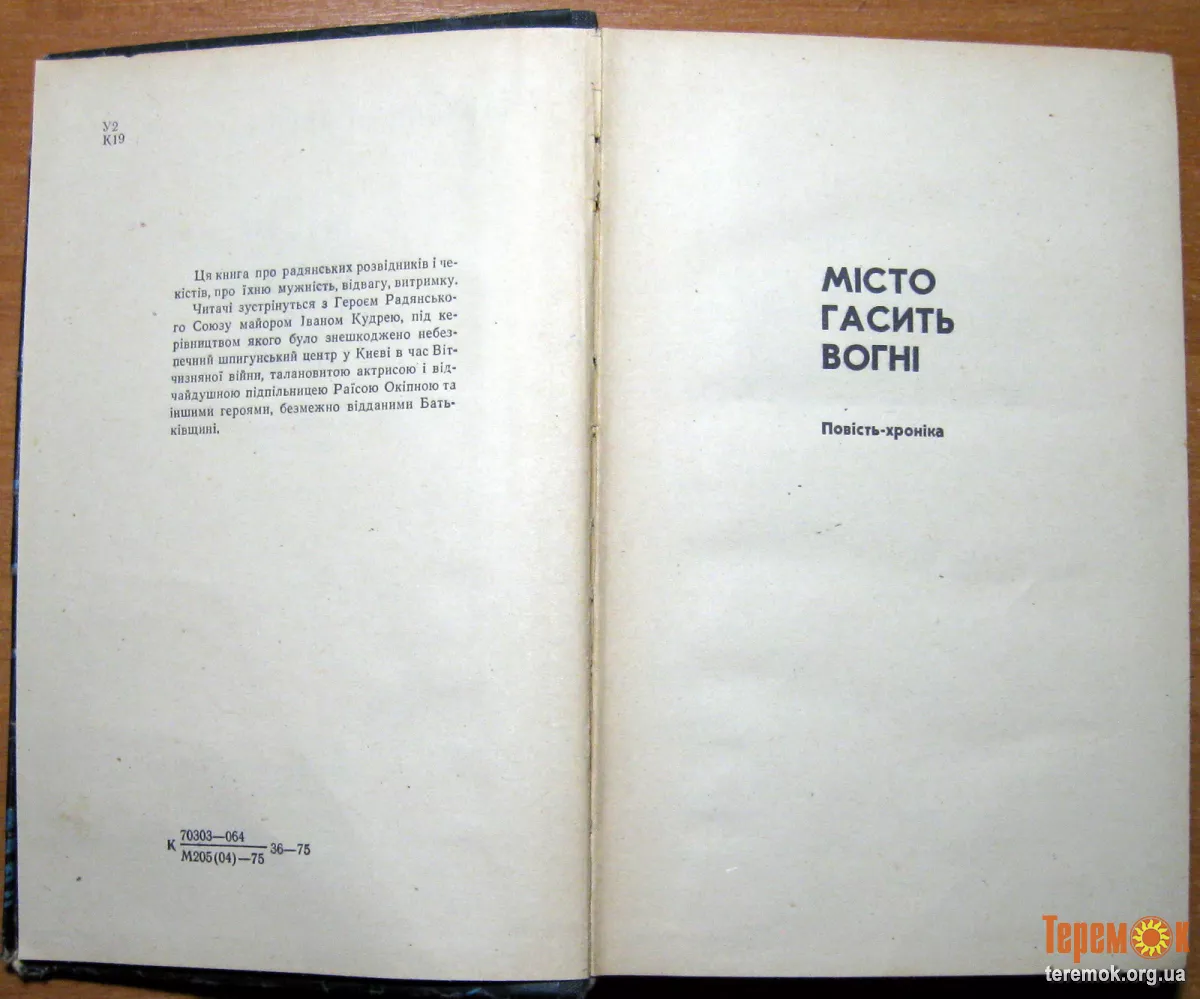 У2
К19
Ця книга про радянських розвідників і че-
кістів, про їхню мужність, відвагу, витримку.
Читачі зустрінуться з Героєм Радянсько-
го Союзу майором Іваном Кудрею, під ке-
рівництвом якого було знешкоджено небез-
печний шпигунський центр у Києві в час Віт-
чизняної війни, талановитою актрисою і від-
чайдушною підпільницею Раїсою Окіпною та
іншими героями, безмежно відданими Бать-
ківщині.
К 70303—064
М205(04)—75 36—75
МІСТО
ГАСИТЬ
ВОГНІ
Повість-хроніка
Теремок
teremok.org.ua